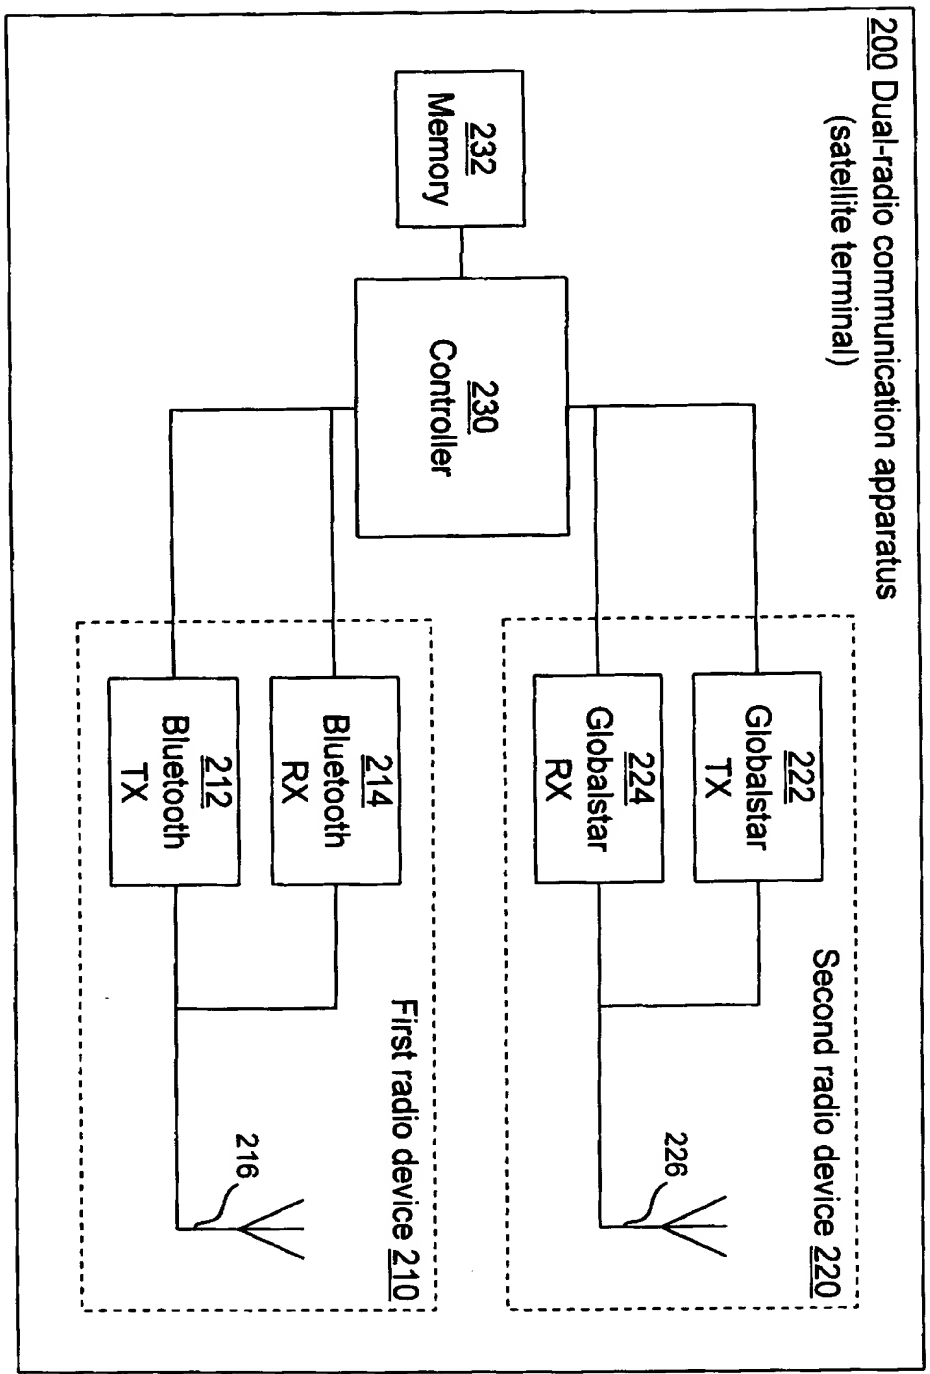 200 Dual-radio communication apparatus
(satellite terminal)
232
Memory
230
Controller
222
Globalstar
TX
224
Globalstar
RX
Second radio device 220
226
214
Bluetooth
RX
212
Bluetooth
TX
First radio device 210
216